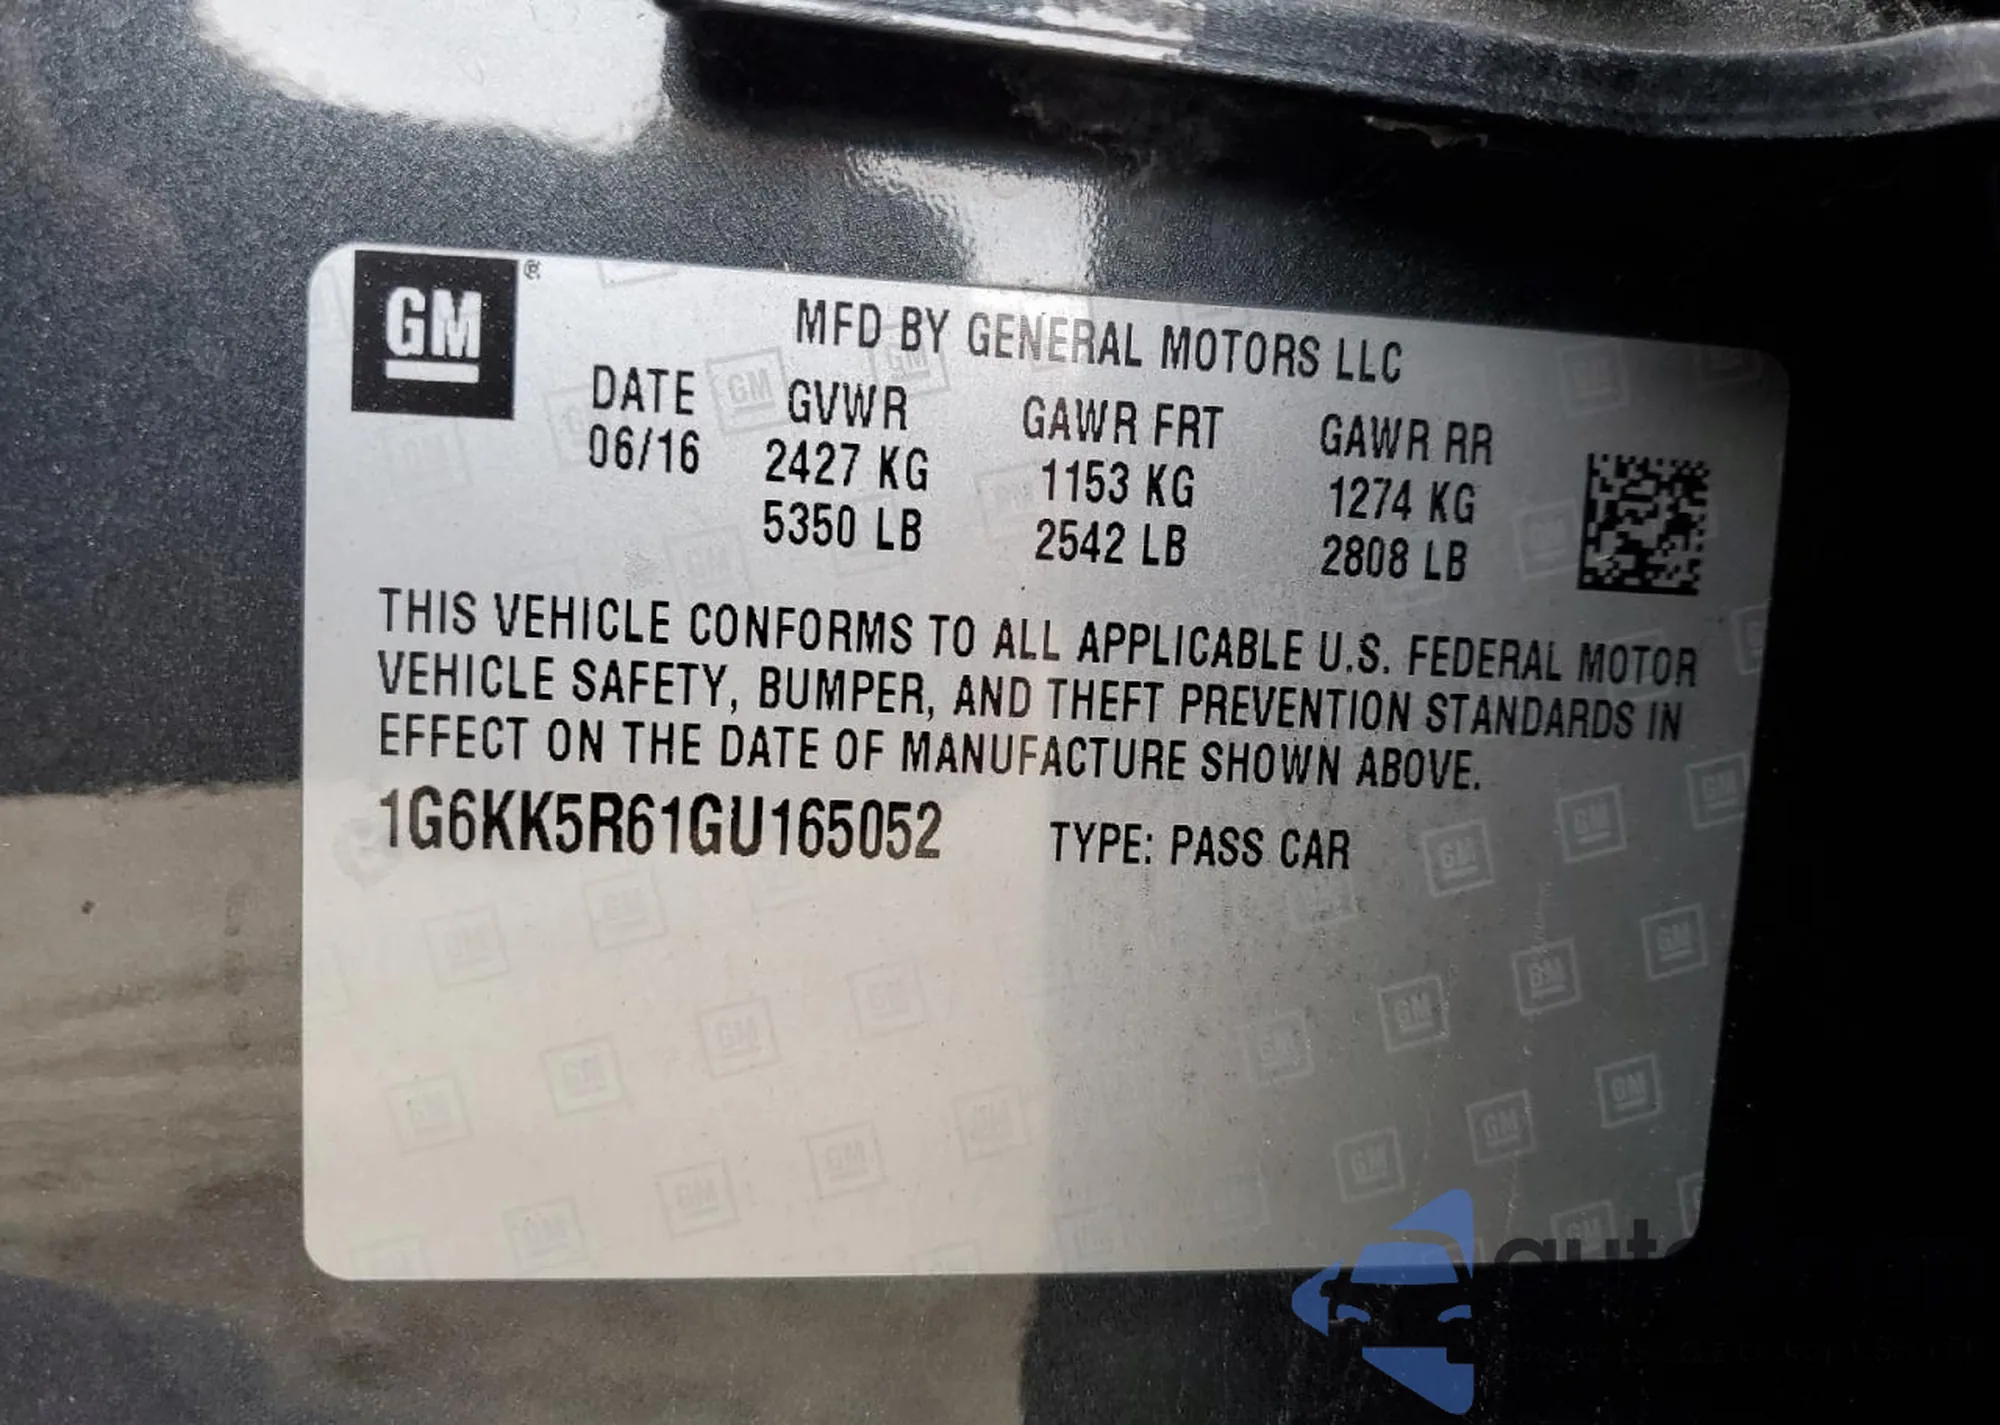 GM ®
MFD BY GENERAL MOTORS LLC
DATE GVWR GAWR FRT GAWR RR
06/16 2427 KG 1153 KG 1274 KG
5350 LB 2542 LB 2808 LB
THIS VEHICLE CONFORMS TO ALL APPLICABLE U.S. FEDERAL MOTOR
VEHICLE SAFETY, BUMPER, AND THEFT PREVENTION STANDARDS IN
EFFECT ON THE DATE OF MANUFACTURE SHOWN ABOVE.
1G6KK5R61GU165052 TYPE: PASS CAR